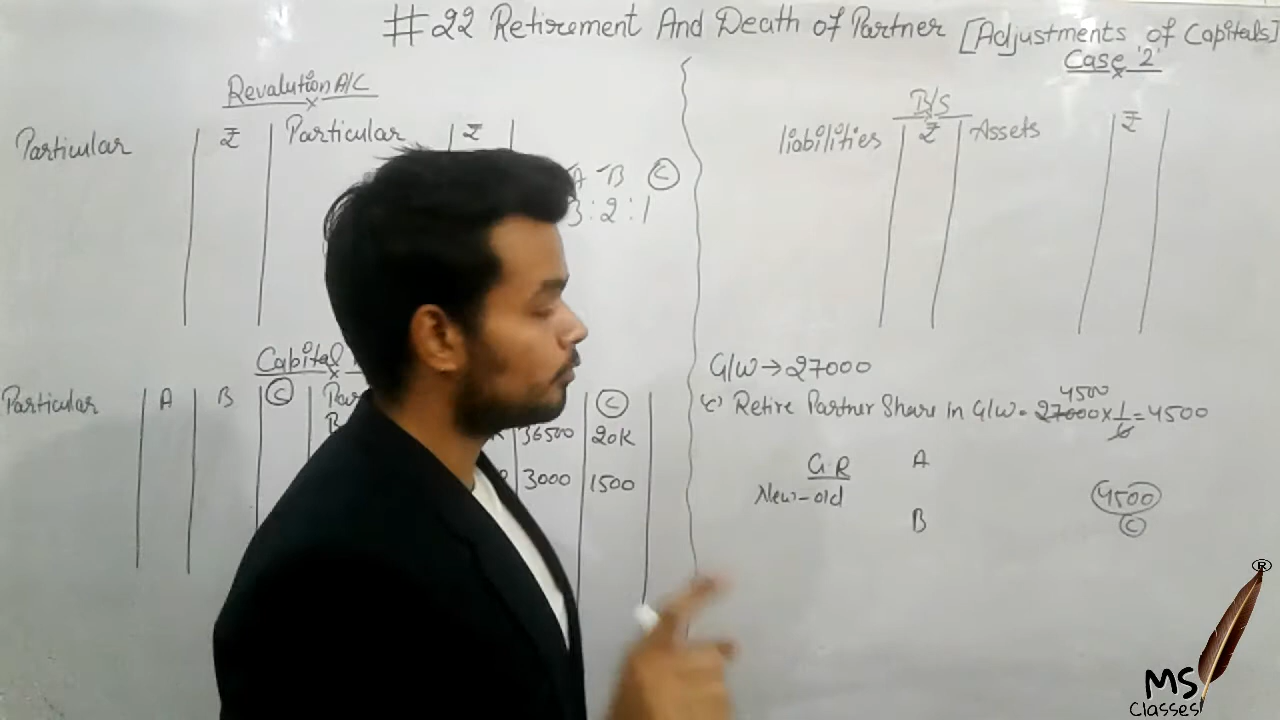 #22 Retirement And Death of Partner [Adjustments of Capitals]
Case '2'
Revalution A/C
Particular ₹ Particular ₹
A B C
3:2:1
Capital
Particular A B C C
36500 20K
3000 1500
B/S
liabilities ₹ Assets ₹
G/W → 27000
(c) Retire Partner Share In G/W = 27000 × 1/6 = 4500
4500
GR A
New - old 4500
B C
MS
Classes
®